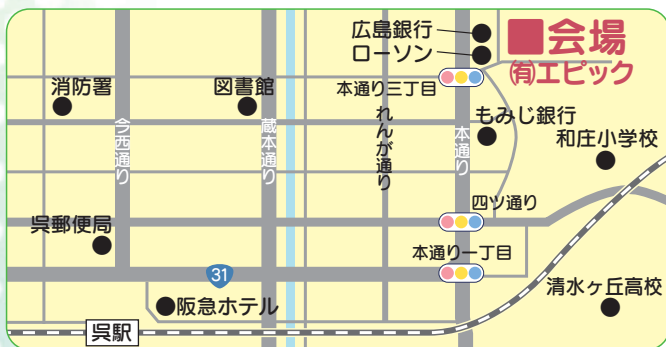 広島銀行
ローソン
会場
㈲エピック
消防署
図書館
本通り三丁目
もみじ銀行
和庄小学校
今西通り
蔵本通り
れんが通り
本通り
四ツ通り
呉郵便局
本通り一丁目
31
阪急ホテル
清水ヶ丘高校
呉駅